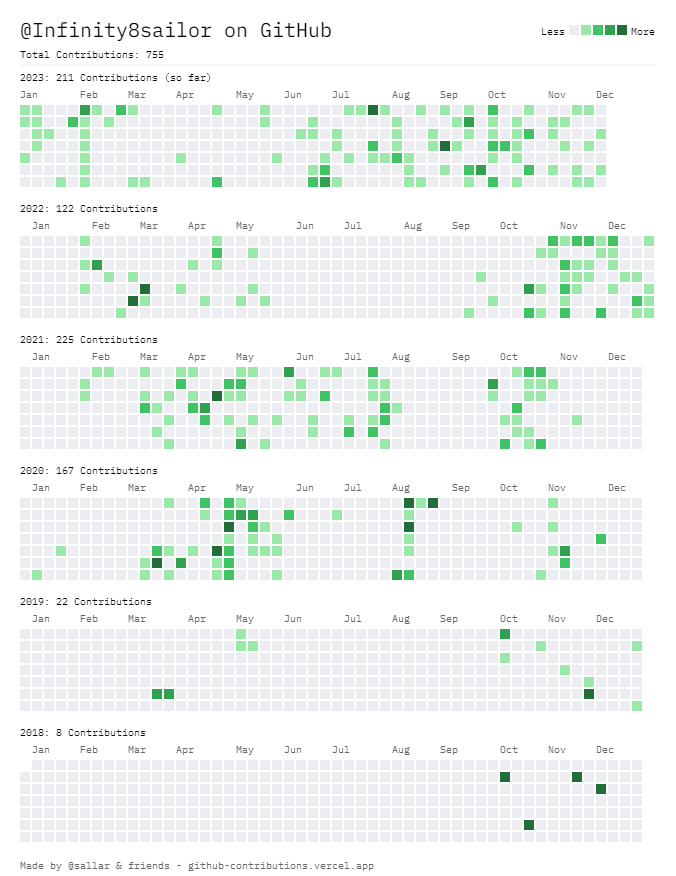 @Infinity8sailor on GitHub
Less More
Total Contributions: 755
2023: 211 Contributions (so far)
Jan Feb Mar Apr May Jun Jul Aug Sep Oct Nov Dec
2022: 122 Contributions
Jan Feb Mar Apr May Jun Jul Aug Sep Oct Nov Dec
2021: 225 Contributions
Jan Feb Mar Apr May Jun Jul Aug Sep Oct Nov Dec
2020: 167 Contributions
Jan Feb Mar Apr May Jun Jul Aug Sep Oct Nov Dec
2019: 22 Contributions
Jan Feb Mar Apr May Jun Jul Aug Sep Oct Nov Dec
2018: 8 Contributions
Jan Feb Mar Apr May Jun Jul Aug Sep Oct Nov Dec
Made by @sallar & friends - github-contributions.vercel.app